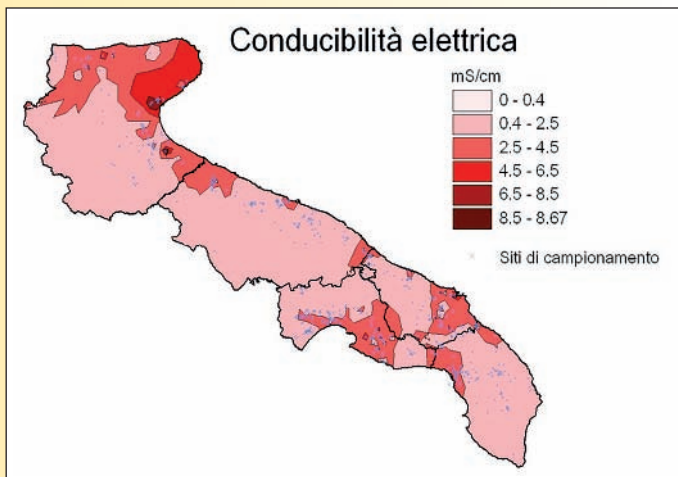 Conducibilità elettrica
mS/cm
0 - 0.4
0.4 - 2.5
2.5 - 4.5
4.5 - 6.5
6.5 - 8.5
8.5 - 8.67
Siti di campionamento